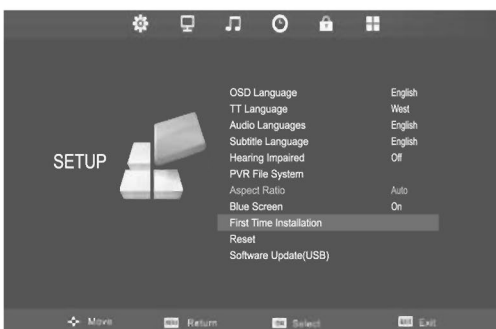 SETUP
OSD Language English
TT Language West
Audio Languages English
Subtitle Language English
Hearing Impaired Off
PVR File System
Aspect Ratio Auto
Blue Screen On
First Time Installation
Reset
Software Update(USB)
Move Return Select Exit